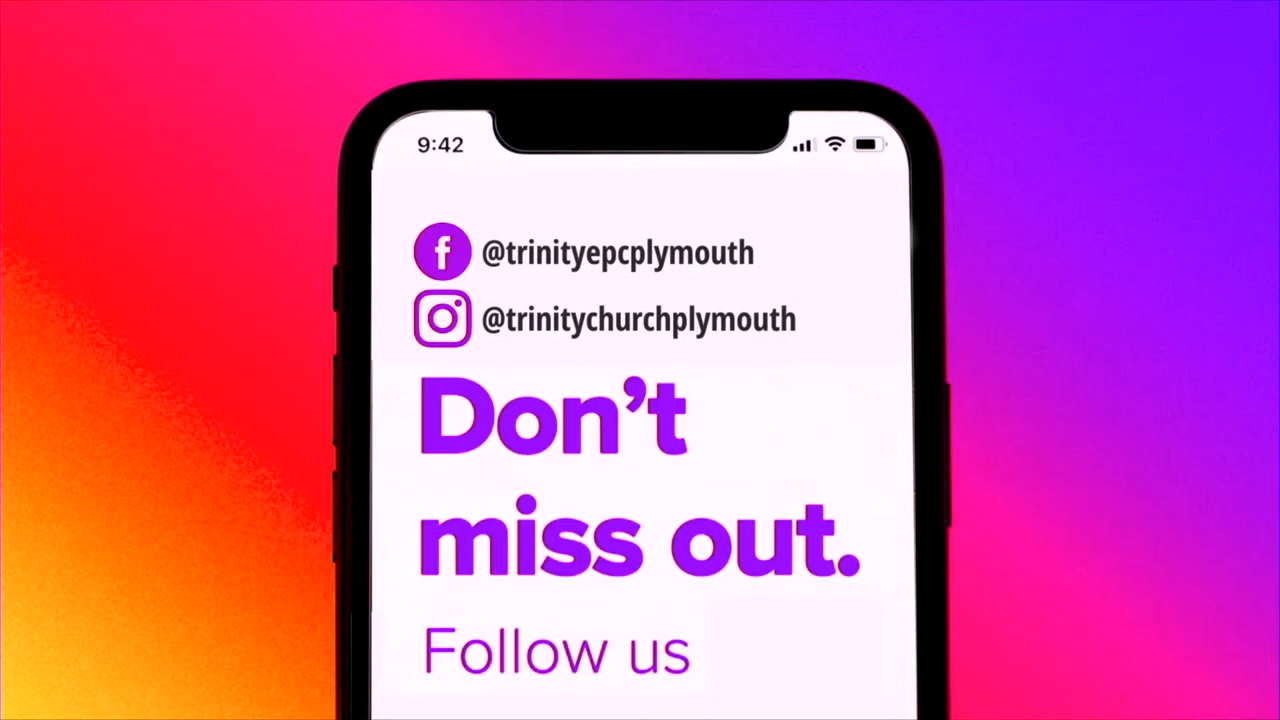 9:42
@trinityepcplymouth
@trinitychurchplymouth
Don't
miss out.
Follow us